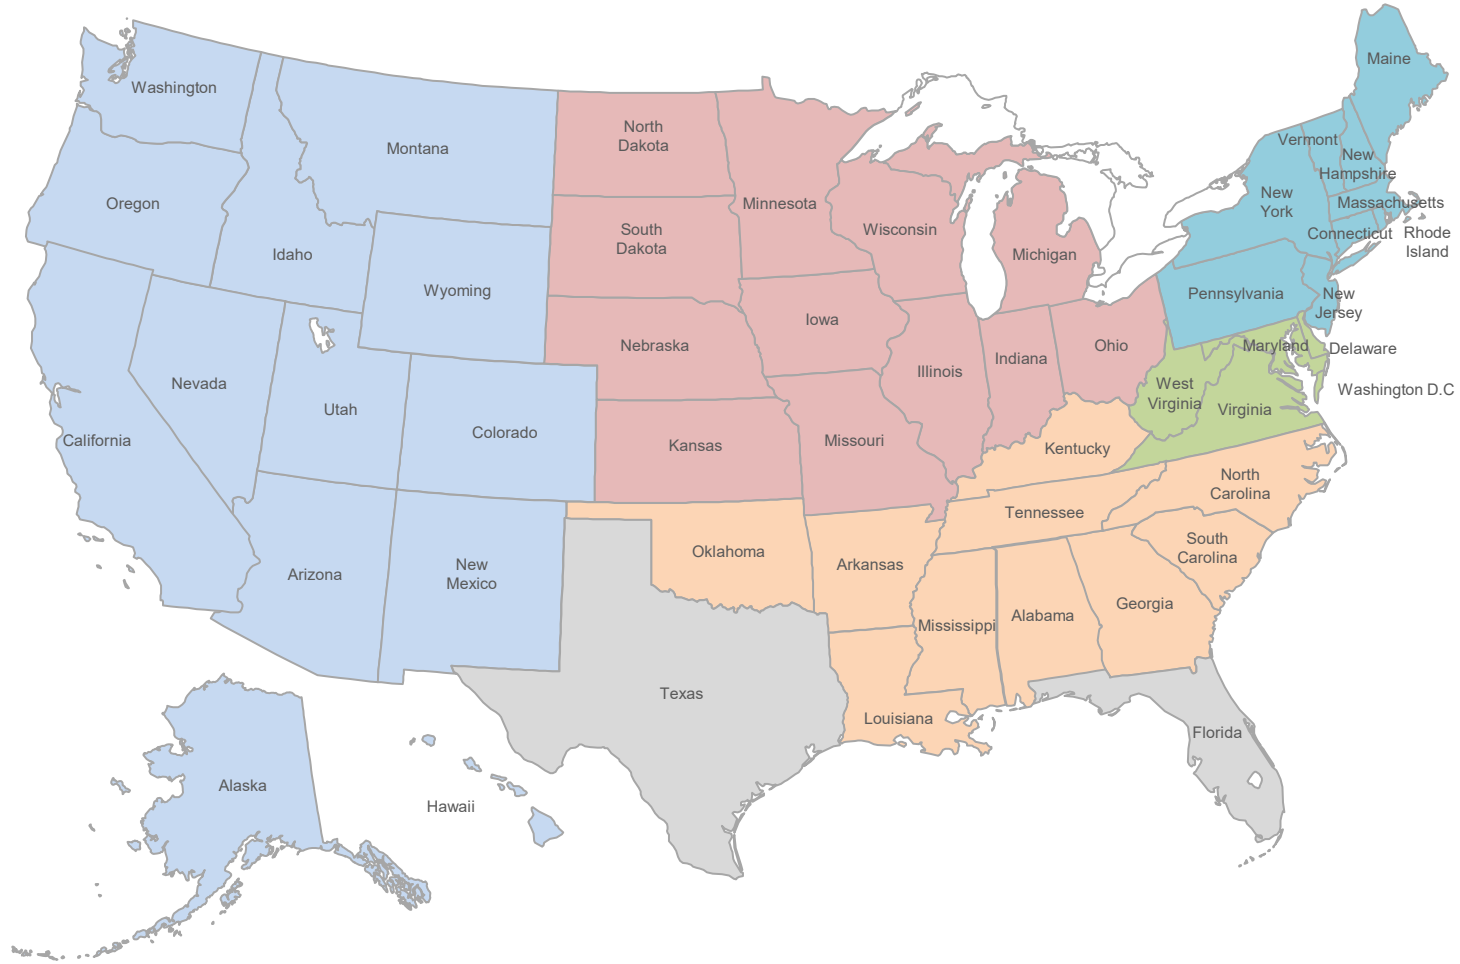 Maine
Washington
North
Dakota
Montana
Vermont
New
Hampshire
Oregon
Minnesota
New
York
Massachusetts
Wisconsin
South
Dakota
Connecticut
Rhode
Island
Idaho
Michigan
Wyoming
Pennsylvania
New
Jersey
Iowa
Nebraska
Ohio
Maryland
Delaware
Indiana
Illinois
Nevada
West
Virginia
Washington D.C
Utah
Virginia
Colorado
California
Missouri
Kansas
Kentucky
North
Carolina
Tennessee
South
Carolina
Oklahoma
Arkansas
New
Mexico
Arizona
Georgia
Alabama
Mississippi
Texas
Louisiana
Florida
Alaska
Hawaii